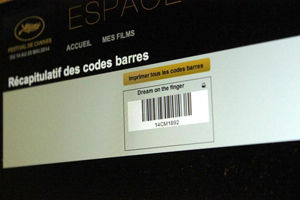 ESPACE
FESTIVAL DE CANNES
DU 14 AU 25 MAI 2014
ACCUEIL MES FILMS
Récapitulatif des codes barres
Imprimer tous les codes barres
Dream on the finger
14CM1892